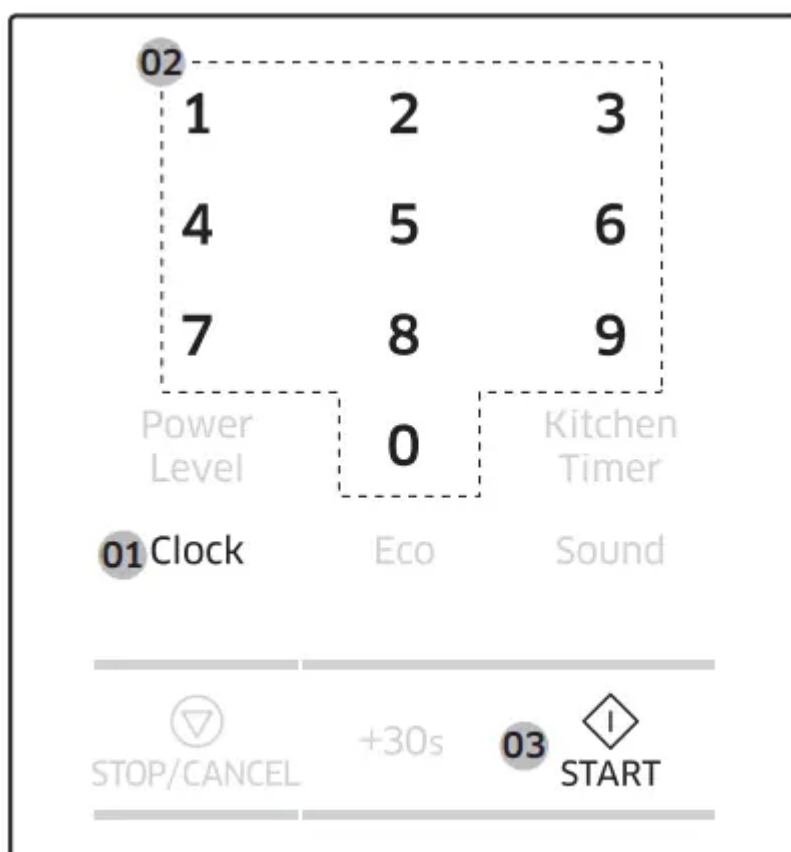 02
1 2 3
4 5 6
7 8 9
Power 0 Kitchen
Level Timer
01 Clock Eco Sound
+30s 03
STOP/CANCEL START